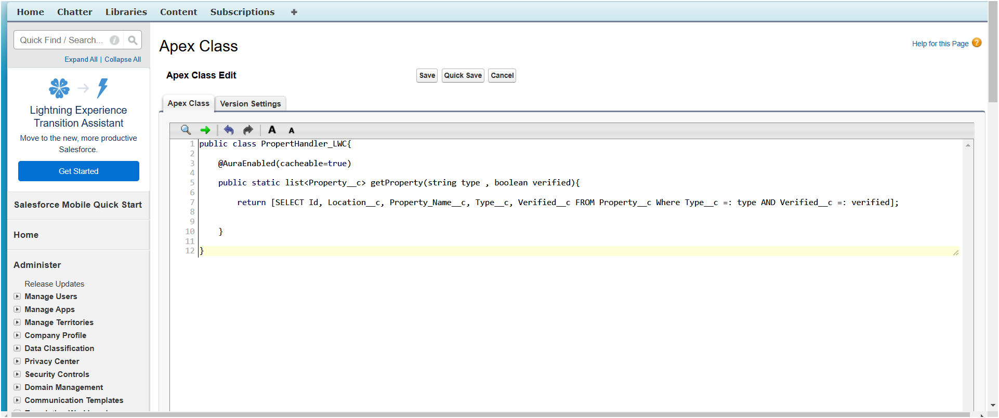 Home Chatter Libraries Content Subscriptions +
Quick Find / Search...
Expand All | Collapse All
Lightning Experience
Transition Assistant
Move to the new, more productive
Salesforce.
Get Started
Salesforce Mobile Quick Start
Home
Administer
Release Updates
Manage Users
Manage Apps
Manage Territories
Company Profile
Data Classification
Privacy Center
Security Controls
Domain Management
Communication Templates
Apex Class
Help for this Page ?
Apex Class Edit
Save Quick Save Cancel
Apex Class Version Settings
A A
1 public class PropertHandler_LWC{
2
3 @AuraEnabled(cacheable=true)
4
5 public static list<Property__c> getProperty(string type , boolean verified){
6
7 return [SELECT Id, Location__c, Property_Name__c, Type__c, Verified__c FROM Property__c Where Type__c =: type AND Verified__c =: verified];
8
9
10 }
11
12 }